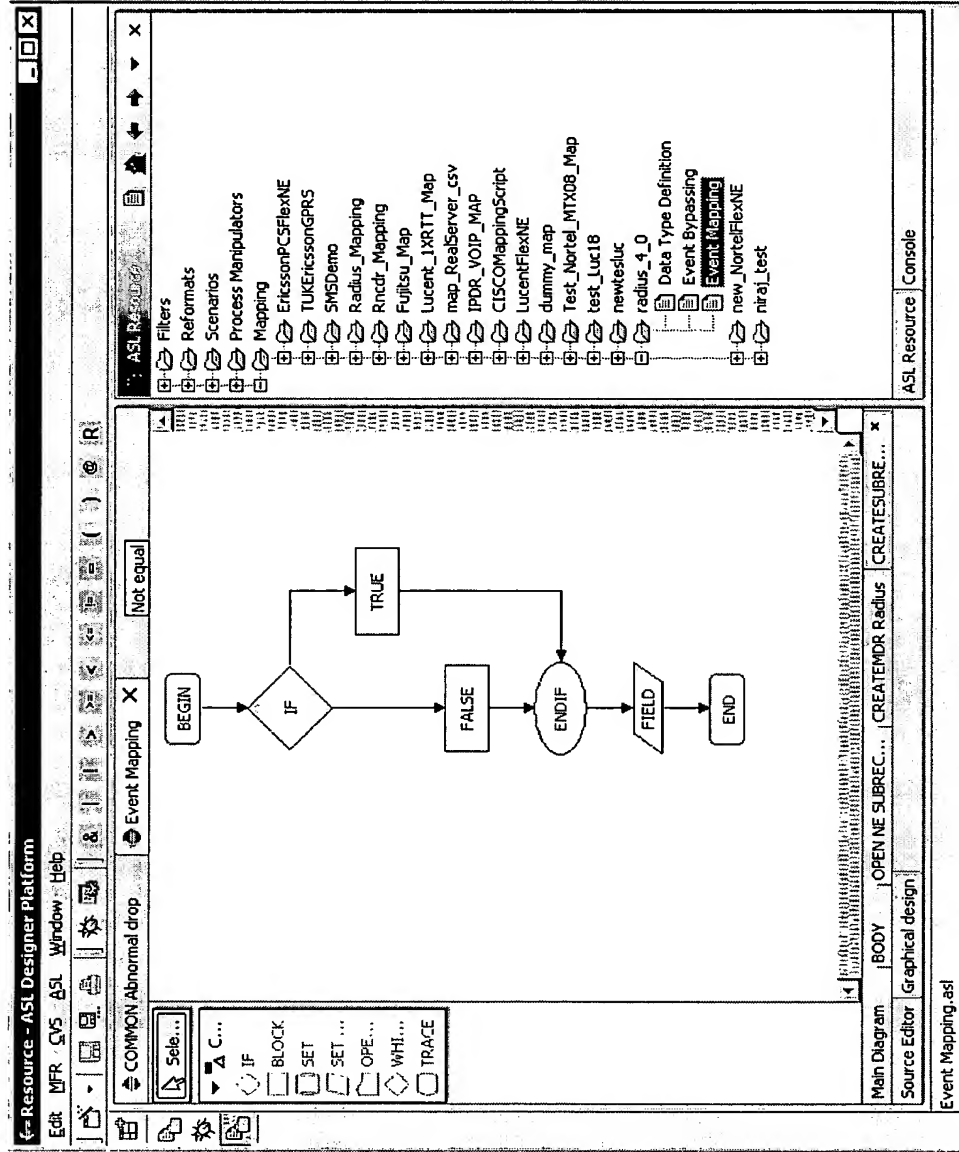 Resource - ASL Designer Platform
Edit MFR CVS ASL Window Help
& | ! > >= < <= != = ( ) @ R
COMMON Abnormal drop
Event Mapping
Not equal
Sele...
C...
IF
BLOCK
SET
SET ...
OPE...
WHI...
TRACE
BEGIN
IF
TRUE
FALSE
ENDIF
FIELD
END
Main Diagram
BODY
OPEN NE SUBREC...
CREATEMDR Radius
CREATESUBRE...
Source Editor
Graphical design
ASL Resource
Filters
Reformats
Scenarios
Process Manipulators
Mapping
EricssonPCSFlexNE
TUKEricssonGPRS
SMSDemo
Radius_Mapping
Rncdr_Mapping
Fujitsu_Map
Lucent_1XRTT_Map
map_RealServer_csv
IPDR_VOIP_MAP
CISCOMappingScript
LucentFlexNE
dummy_map
Test_Nortel_MTX08_Map
test_Luc18
newtesluc
radius_4_0
Data Type Definition
Event Bypassing
Event Mapping
new_NortelFlexNE
niraj_test
ASL Resource
Console
Event Mapping.asl